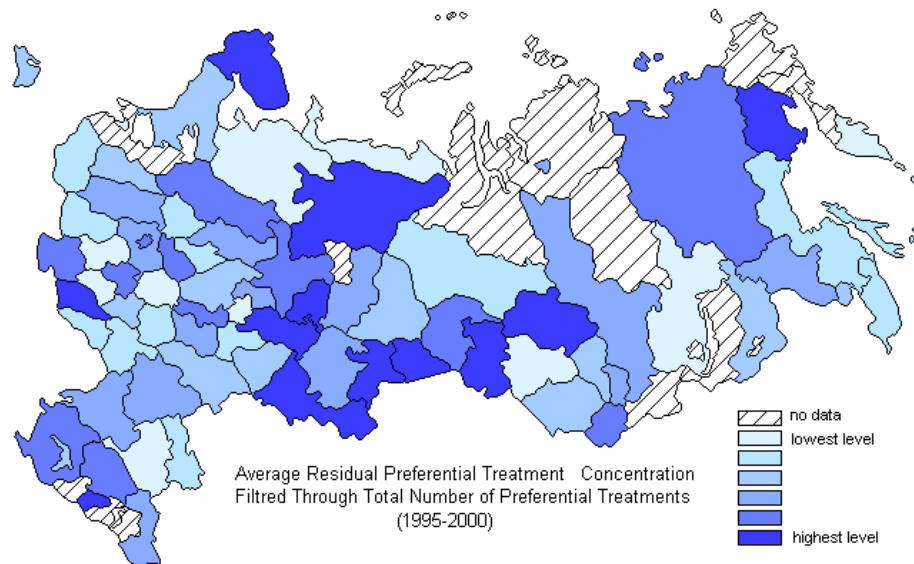 no data
lowest level
Average Residual Preferential Treatment Concentration
Filtred Through Total Number of Preferential Treatments
(1995-2000)
highest level